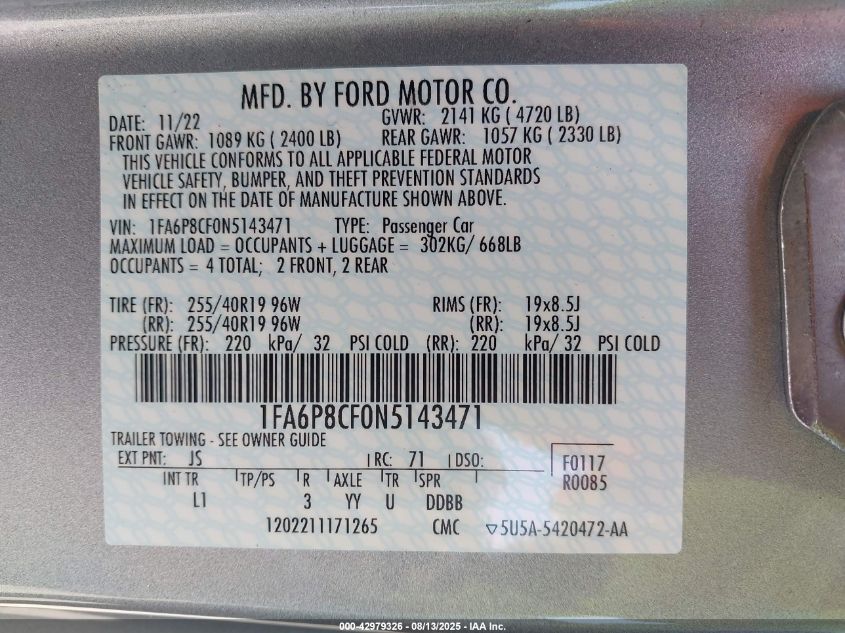 MFD. BY FORD MOTOR CO.
DATE: 11/22 GVWR: 2141 KG ( 4720 LB)
FRONT GAWR: 1089 KG ( 2400 LB) REAR GAWR: 1057 KG ( 2330 LB)
THIS VEHICLE CONFORMS TO ALL APPLICABLE FEDERAL MOTOR
VEHICLE SAFETY, BUMPER, AND THEFT PREVENTION STANDARDS
IN EFFECT ON THE DATE OF MANUFACTURE SHOWN ABOVE.
VIN: 1FA6P8CF0N5143471 TYPE: Passenger Car
MAXIMUM LOAD = OCCUPANTS + LUGGAGE = 302KG/ 668LB
OCCUPANTS = 4 TOTAL; 2 FRONT, 2 REAR
TIRE (FR): 255/40R19 96W RIMS (FR): 19x8.5J
(RR): 255/40R19 96W (RR): 19x8.5J
PRESSURE (FR): 220 kPa/ 32 PSI COLD (RR): 220 kPa/ 32 PSI COLD
1FA6P8CF0N5143471
TRAILER TOWING - SEE OWNER GUIDE
EXT PNT: JS RC: 71 DSO: F0117
INT TR TP/PS R AXLE TR SPR R0085
L1 3 YY U DDBB
1202211171265 CMC ▽5U5A-5420472-AA
000-42979326 - 08/13/2025 - IAA Inc.